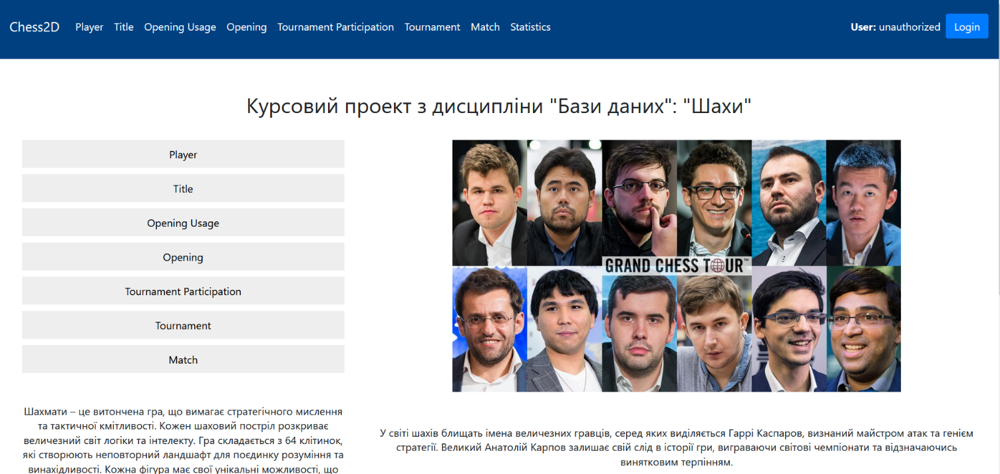 Chess2D Player Title Opening Usage Opening Tournament Participation Tournament Match Statistics User: unauthorized Login
Курсовий проект з дисципліни "Бази даних": "Шахи"
Player
Title
Opening Usage
Opening
Tournament Participation
Tournament
Match
GRAND CHESS TOUR™
Шахмати – це витончена гра, що вимагає стратегічного мислення
та тактичної кмітливості. Кожен шаховий постріл розкриває
величезний світ логіки та інтелекту. Гра складається з 64 клітинок,
які створюють неповторний ландшафт для поєдинку розуміння та
винахідливості. Кожна фігура має свої унікальні можливості, що
У світі шахів блищать імена величезних гравців, серед яких виділяється Гаррі Каспаров, визнаний майстром атак та генієм
стратегії. Великий Анатолій Карпов залишає свій слід в історії гри, виграваючи світові чемпіонати та відзначаючись
винятковим терпінням.